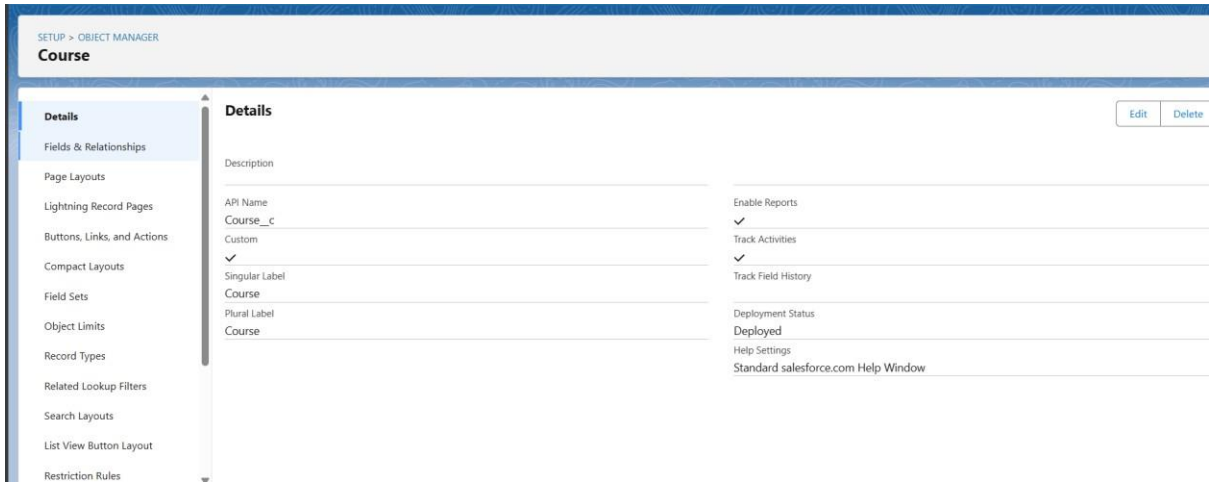 SETUP > OBJECT MANAGER
Course
Details
Fields & Relationships
Page Layouts
Lightning Record Pages
Buttons, Links, and Actions
Compact Layouts
Field Sets
Object Limits
Record Types
Related Lookup Filters
Search Layouts
List View Button Layout
Restriction Rules
Details
Edit
Delete
Description
API Name
Course__c
Custom
✓
Singular Label
Course
Plural Label
Course
Enable Reports
✓
Track Activities
✓
Track Field History
Deployment Status
Deployed
Help Settings
Standard salesforce.com Help Window